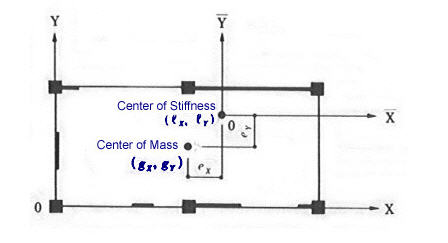 Y
Y̅
Center of Stiffness
(ℓX, ℓY)
0
X̅
eY
Center of Mass
(gX, gY)
eX
0
X